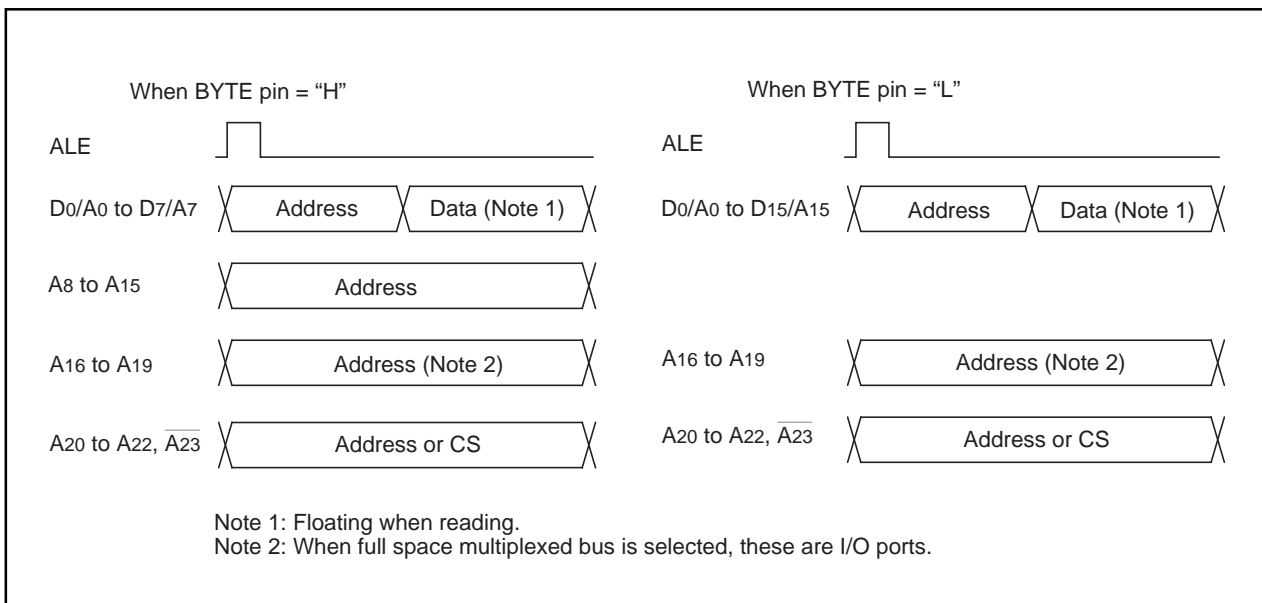 When BYTE pin = “H”
ALE
D0/A0 to D7/A7
Address
Data (Note 1)
A8 to A15
Address
A16 to A19
Address (Note 2)
A20 to A22, A23
Address or CS
When BYTE pin = “L”
ALE
D0/A0 to D15/A15
Address
Data (Note 1)
A16 to A19
Address (Note 2)
A20 to A22, A23
Address or CS
Note 1: Floating when reading.
Note 2: When full space multiplexed bus is selected, these are I/O ports.